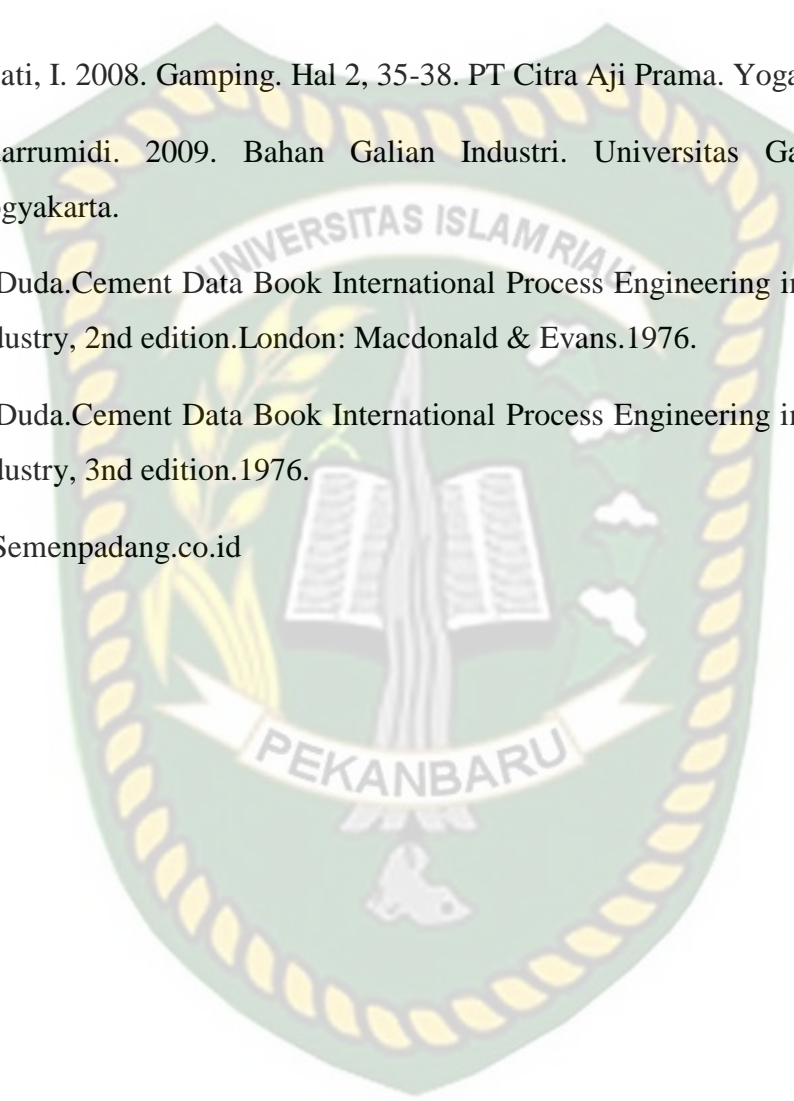 ati, I. 2008. Gamping. Hal 2, 35-38. PT Citra Aji Prama. Yoga
arrumidi. 2009. Bahan Galian Industri. Universitas Ga
gyakarta.
UNIVERSITAS ISLAM RIAU
Duda.Cement Data Book International Process Engineering in
dustry, 2nd edition.London: Macdonald & Evans.1976.
Duda.Cement Data Book International Process Engineering in
dustry, 3nd edition.1976.
Semenpadang.co.id
PEKANBARU